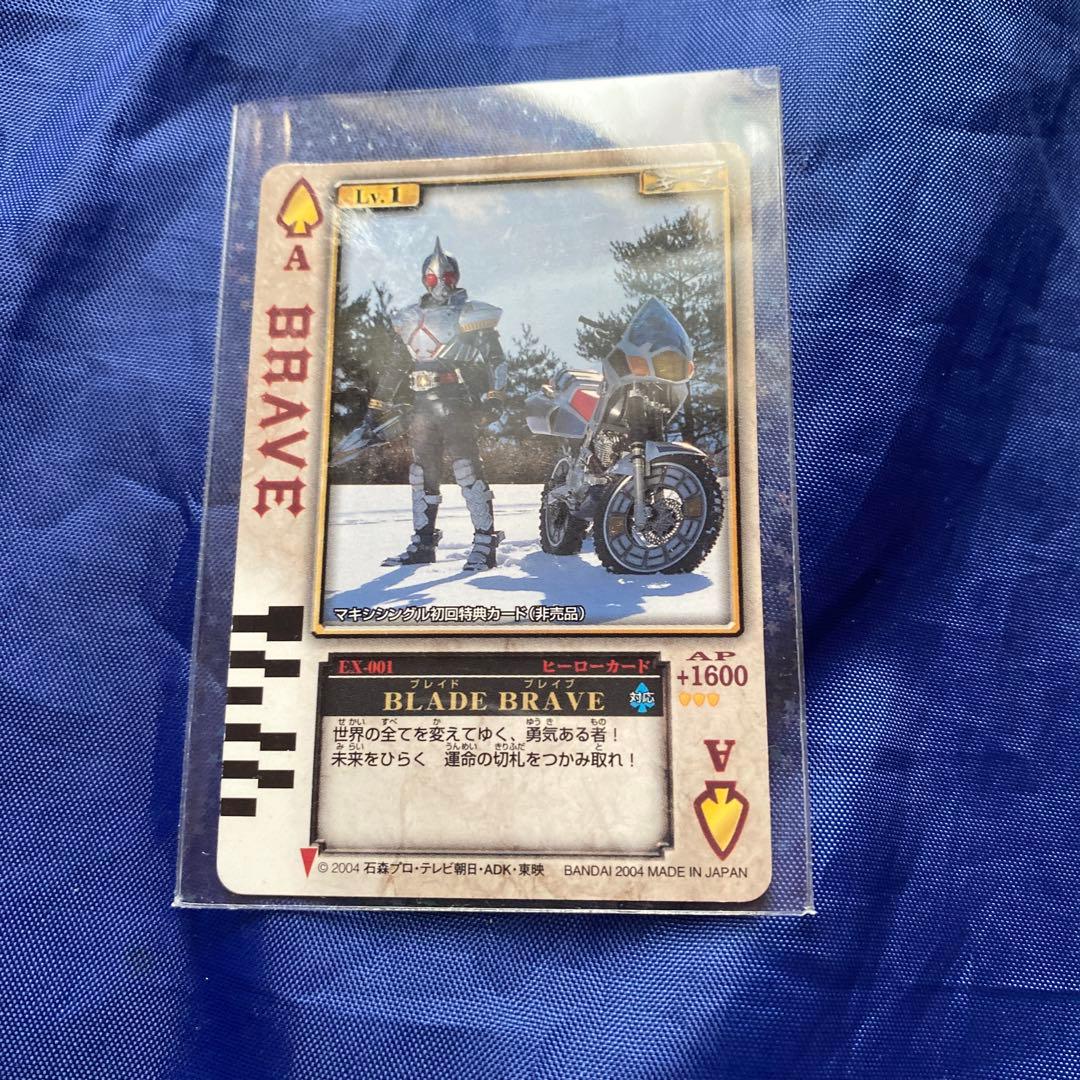 Lv.1
A
BRAVE
マキシシングル初回特典カード(非売品)
EX-001 ヒーローカード
AP
+1600
ブレイド ブレイブ
BLADE BRAVE
対応
せかい すべ か ゆうき もの
世界の全てを変えてゆく、勇気ある者!
みらい うんめい きりふだ と
未来をひらく 運命の切札をつかみ取れ!
A
© 2004 石森プロ・テレビ朝日・ADK・東映 BANDAI 2004 MADE IN JAPAN